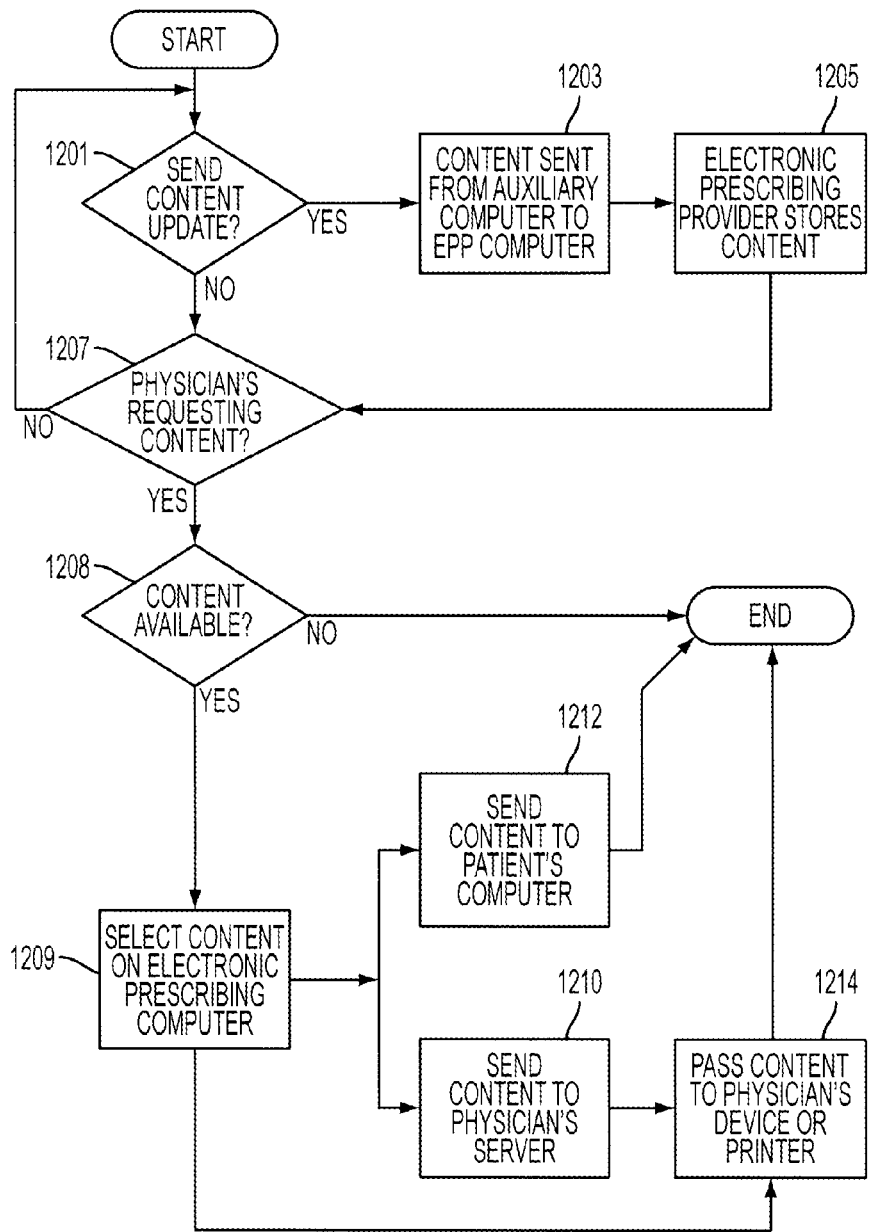 START
1201
SEND
CONTENT
UPDATE?
YES
NO
1203
CONTENT SENT
FROM AUXILIARY
COMPUTER TO
EPP COMPUTER
1205
ELECTRONIC
PRESCRIBING
PROVIDER STORES
CONTENT
1207
PHYSICIAN'S
REQUESTING
CONTENT?
NO
YES
1208
CONTENT
AVAILABLE?
NO
YES
END
1212
SEND
CONTENT TO
PATIENT'S
COMPUTER
1209
SELECT CONTENT
ON ELECTRONIC
PRESCRIBING
COMPUTER
1210
SEND
CONTENT TO
PHYSICIAN'S
SERVER
1214
PASS CONTENT
TO PHYSICIAN'S
DEVICE OR
PRINTER